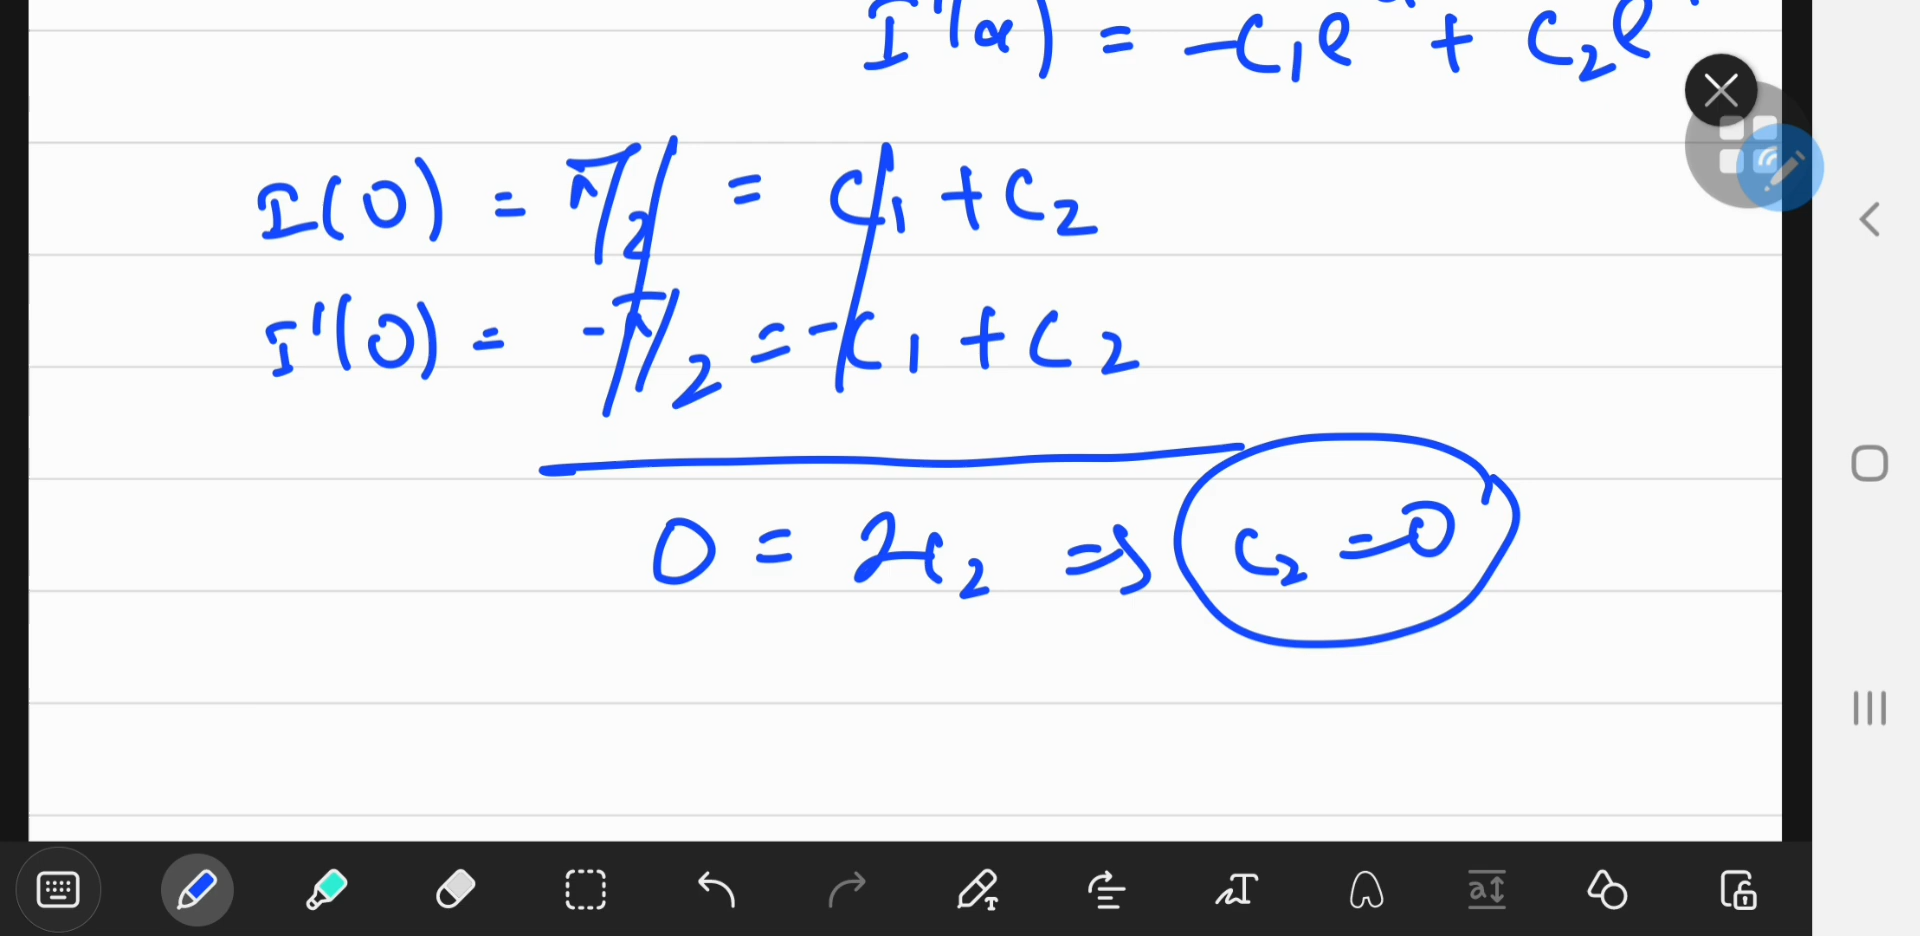 I'(α) = -C₁e + C₂e
I(0) = π/2 = C₁ + C₂
I'(0) = -π/2 = -C₁ + C₂
0 = 2C₂ ⇒ C₂ = 0